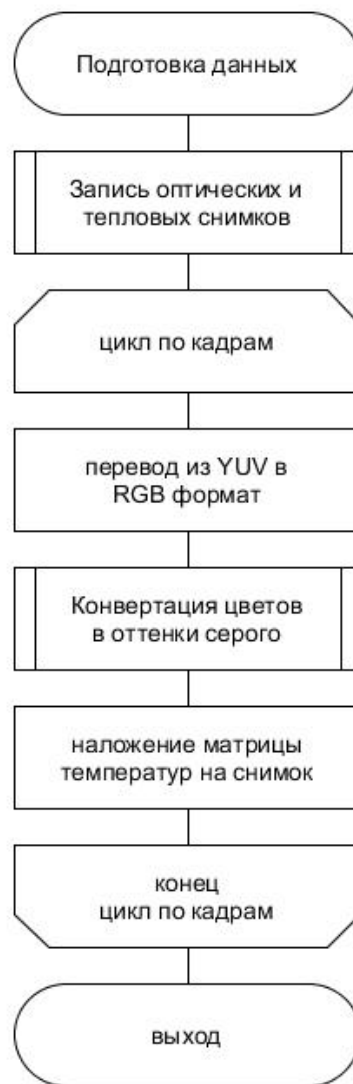 Подготовка данных
Запись оптических и
тепловых снимков
цикл по кадрам
перевод из YUV в
RGB формат
Конвертация цветов
в оттенки серого
наложение матрицы
температур на снимок
конец
цикл по кадрам
выход